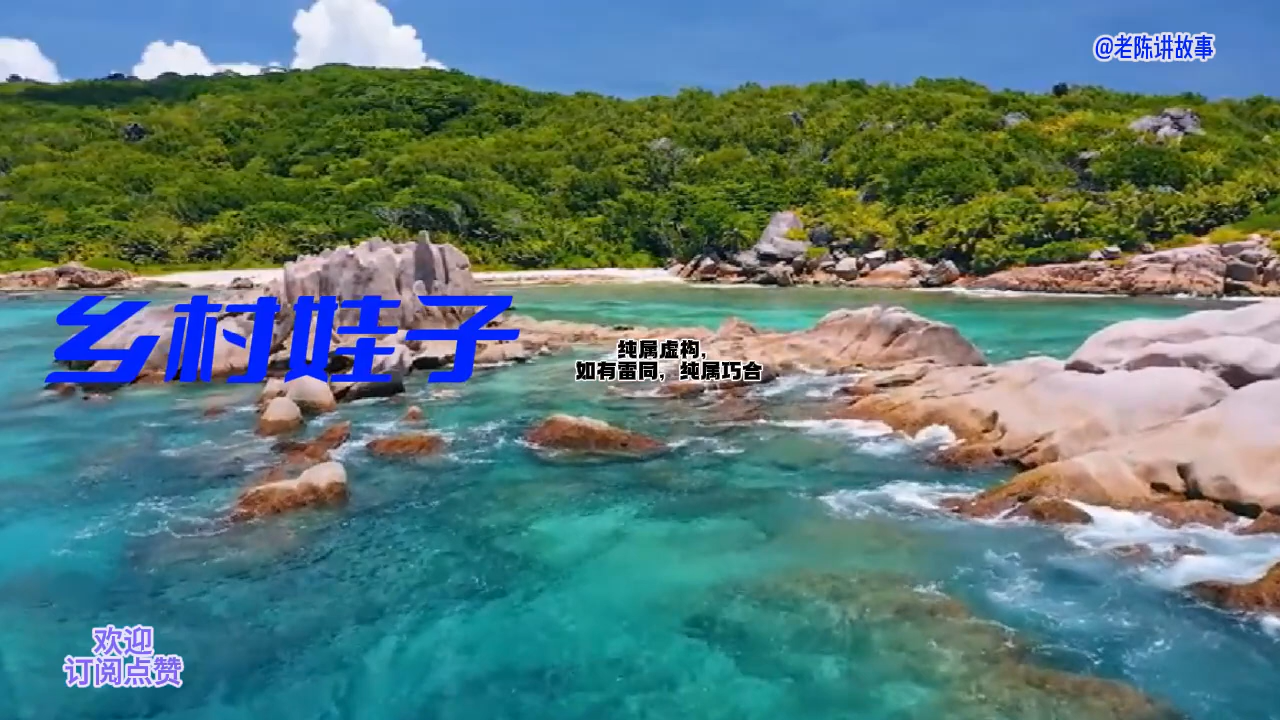 @老陈讲故事
乡村娃子
纯属虚构,
如有雷同，纯属巧合
欢迎
订阅点赞